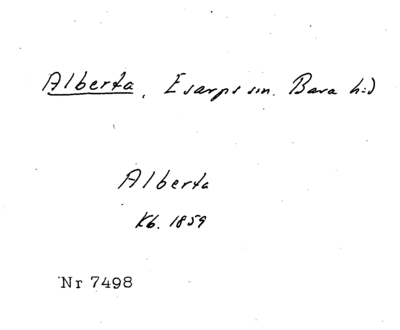 Alberta, Esarps sn. Bara h:d
Alberta
Kb. 1859
Nr 7498